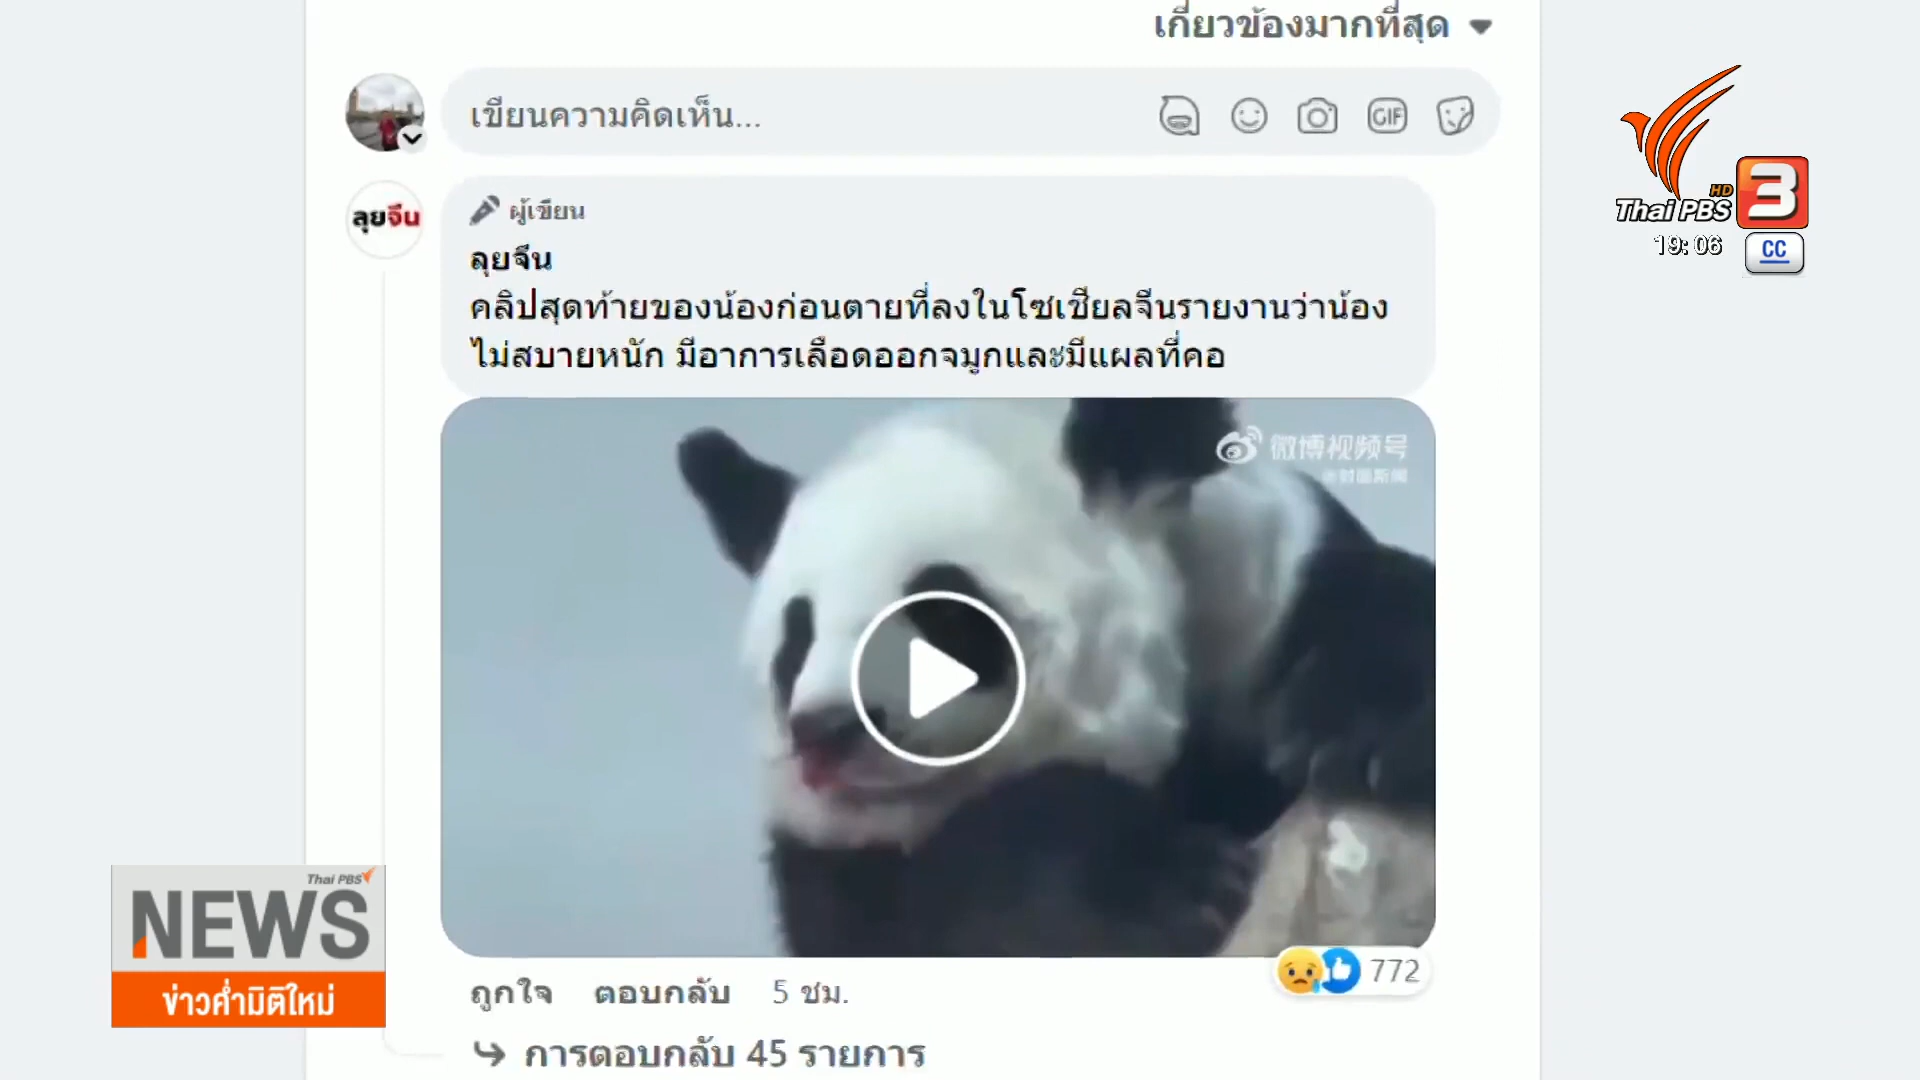 เกี่ยวข้องมากที่สุด
เขียนความคิดเห็น...
GIF
ลุยจีน
ผู้เขียน
ลุยจีน
คลิปสุดท้ายของน้องก่อนตายที่ลงในโซเชียลจีนรายงานว่าน้อง
ไม่สบายหนัก มีอาการเลือดออกจมูกและมีแผลที่คอ
微博视频号
@封面新闻
772
ถูกใจ ตอบกลับ 5 ชม.
การตอบกลับ 45 รายการ
Thai PBS HD 3
19:06 CC
Thai PBS
NEWS
ข่าวค่ำมิติใหม่